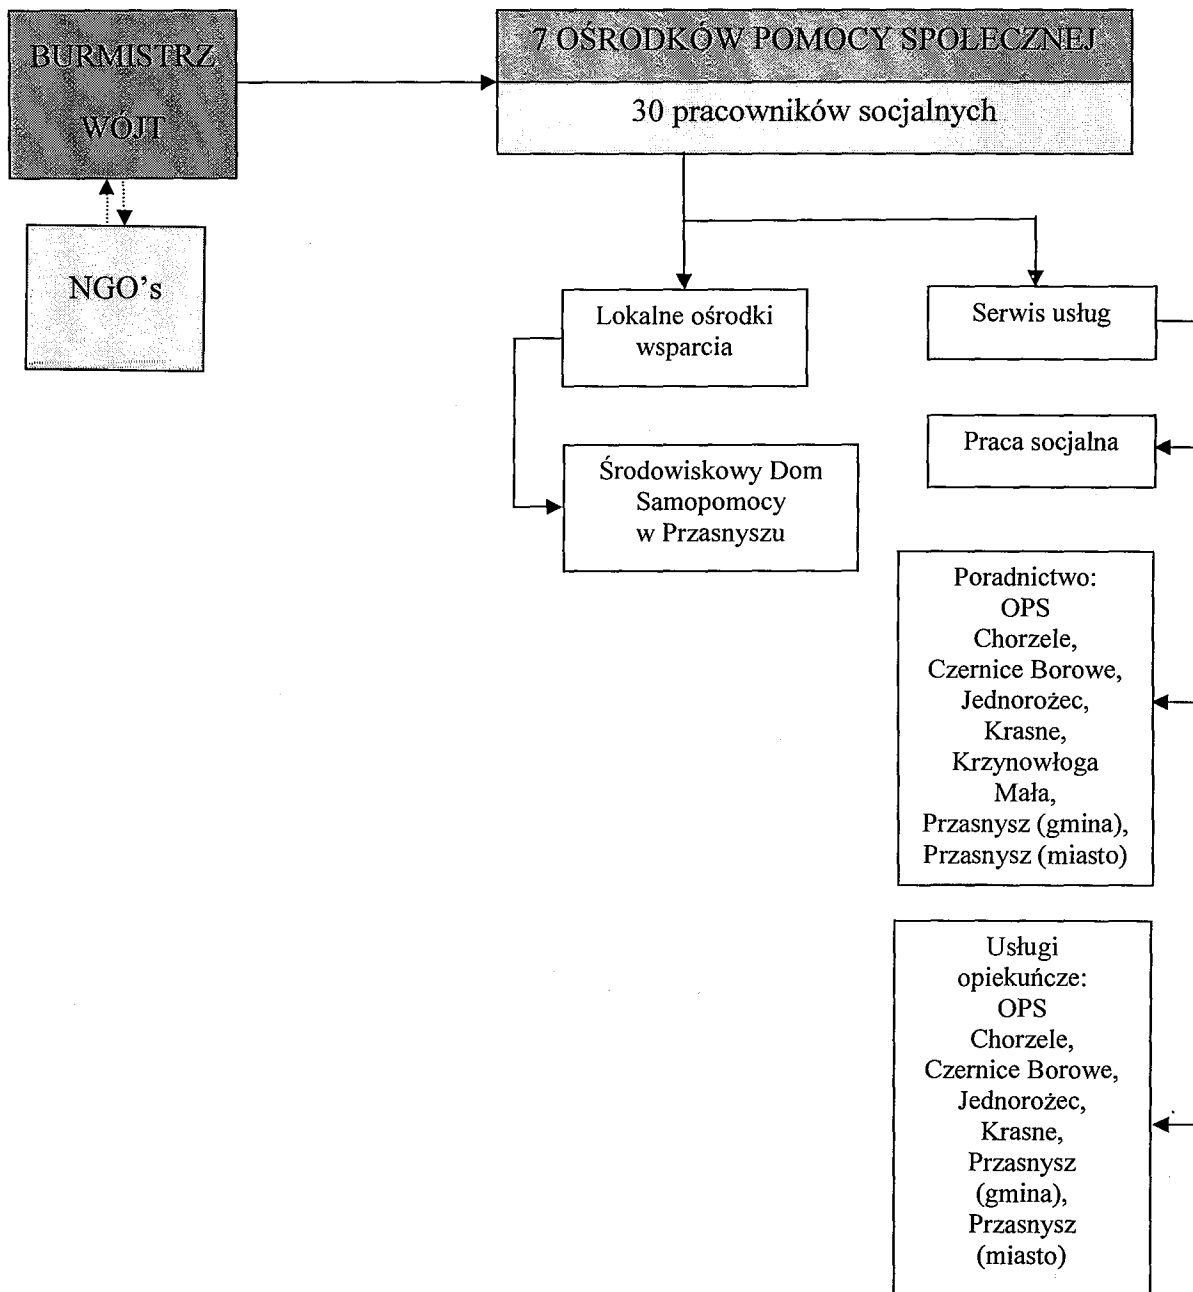 BURMISTRZ
WÓJT
7 OŚRODKÓW POMOCY SPOŁECZNEJ
30 pracowników socjalnych
NGO's
Lokalne ośrodki
wsparcia
Serwis usług
Środowiskowy Dom
Samopomocy
w Przasnyszu
Praca socjalna
Poradnictwo:
OPS
Chorzele,
Czernice Borowe,
Jednorożec,
Krasne,
Krzynowłoga
Mała,
Przasnysz (gmina),
Przasnysz (miasto)
Usługi
opiekuńcze:
OPS
Chorzele,
Czernice Borowe,
Jednorożec,
Krasne,
Przasnysz
(gmina),
Przasnysz
(miasto)